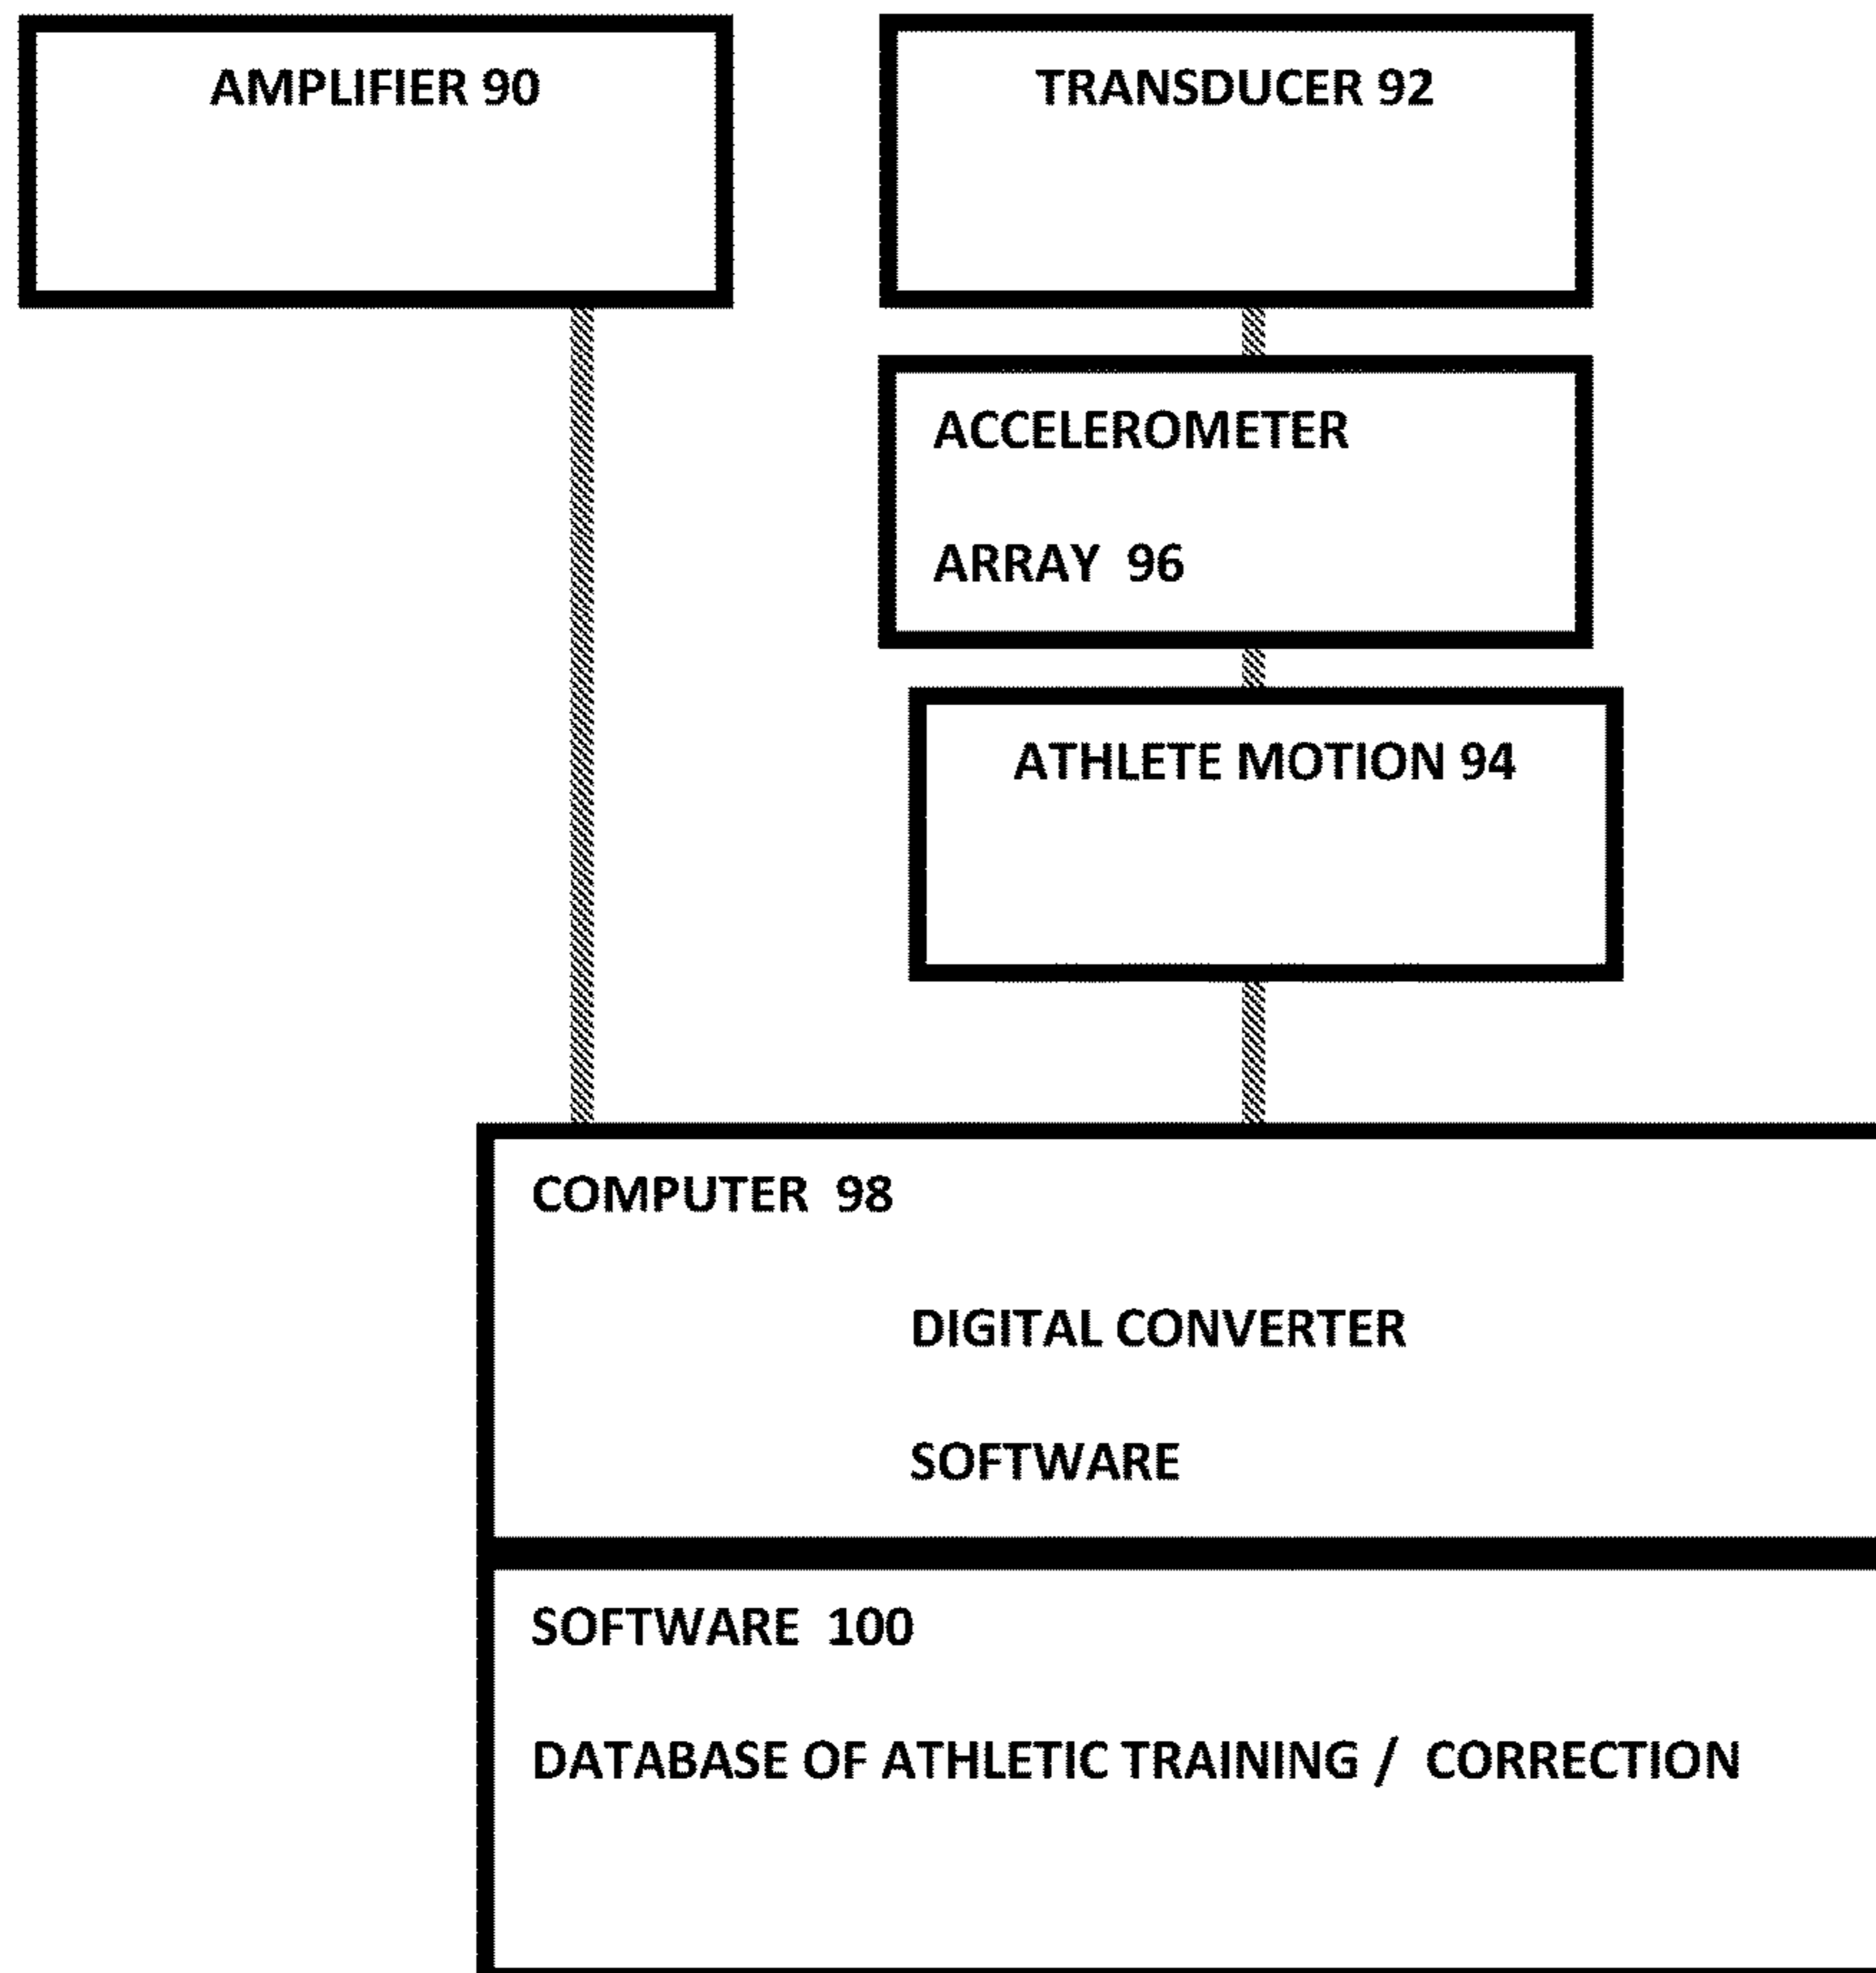 AMPLIFIER 90
TRANSDUCER 92
ACCELEROMETER
ARRAY 96
ATHLETE MOTION 94
COMPUTER 98
DIGITAL CONVERTER
SOFTWARE
SOFTWARE 100
DATABASE OF ATHLETIC TRAINING / CORRECTION